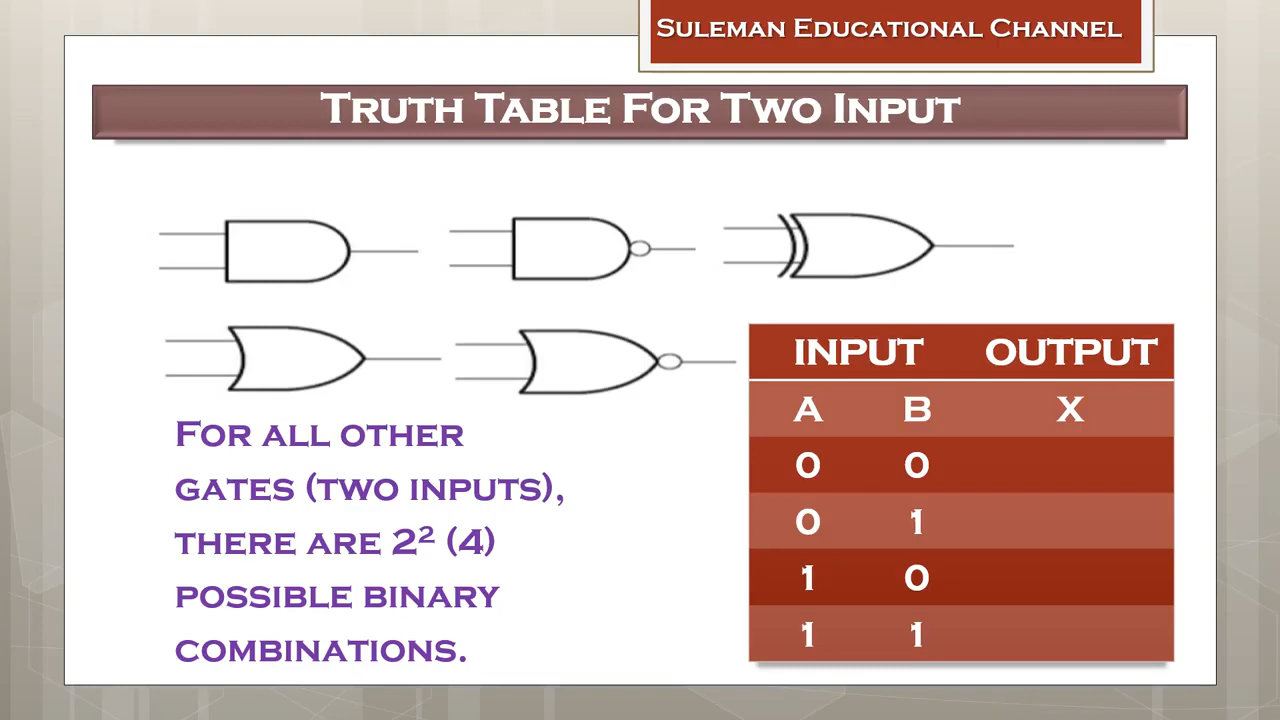 Suleman Educational Channel
Truth Table For Two Input
For all other
gates (two inputs),
there are 2² (4)
possible binary
combinations.
INPUT OUTPUT
A B X
0 0
0 1
1 0
1 1